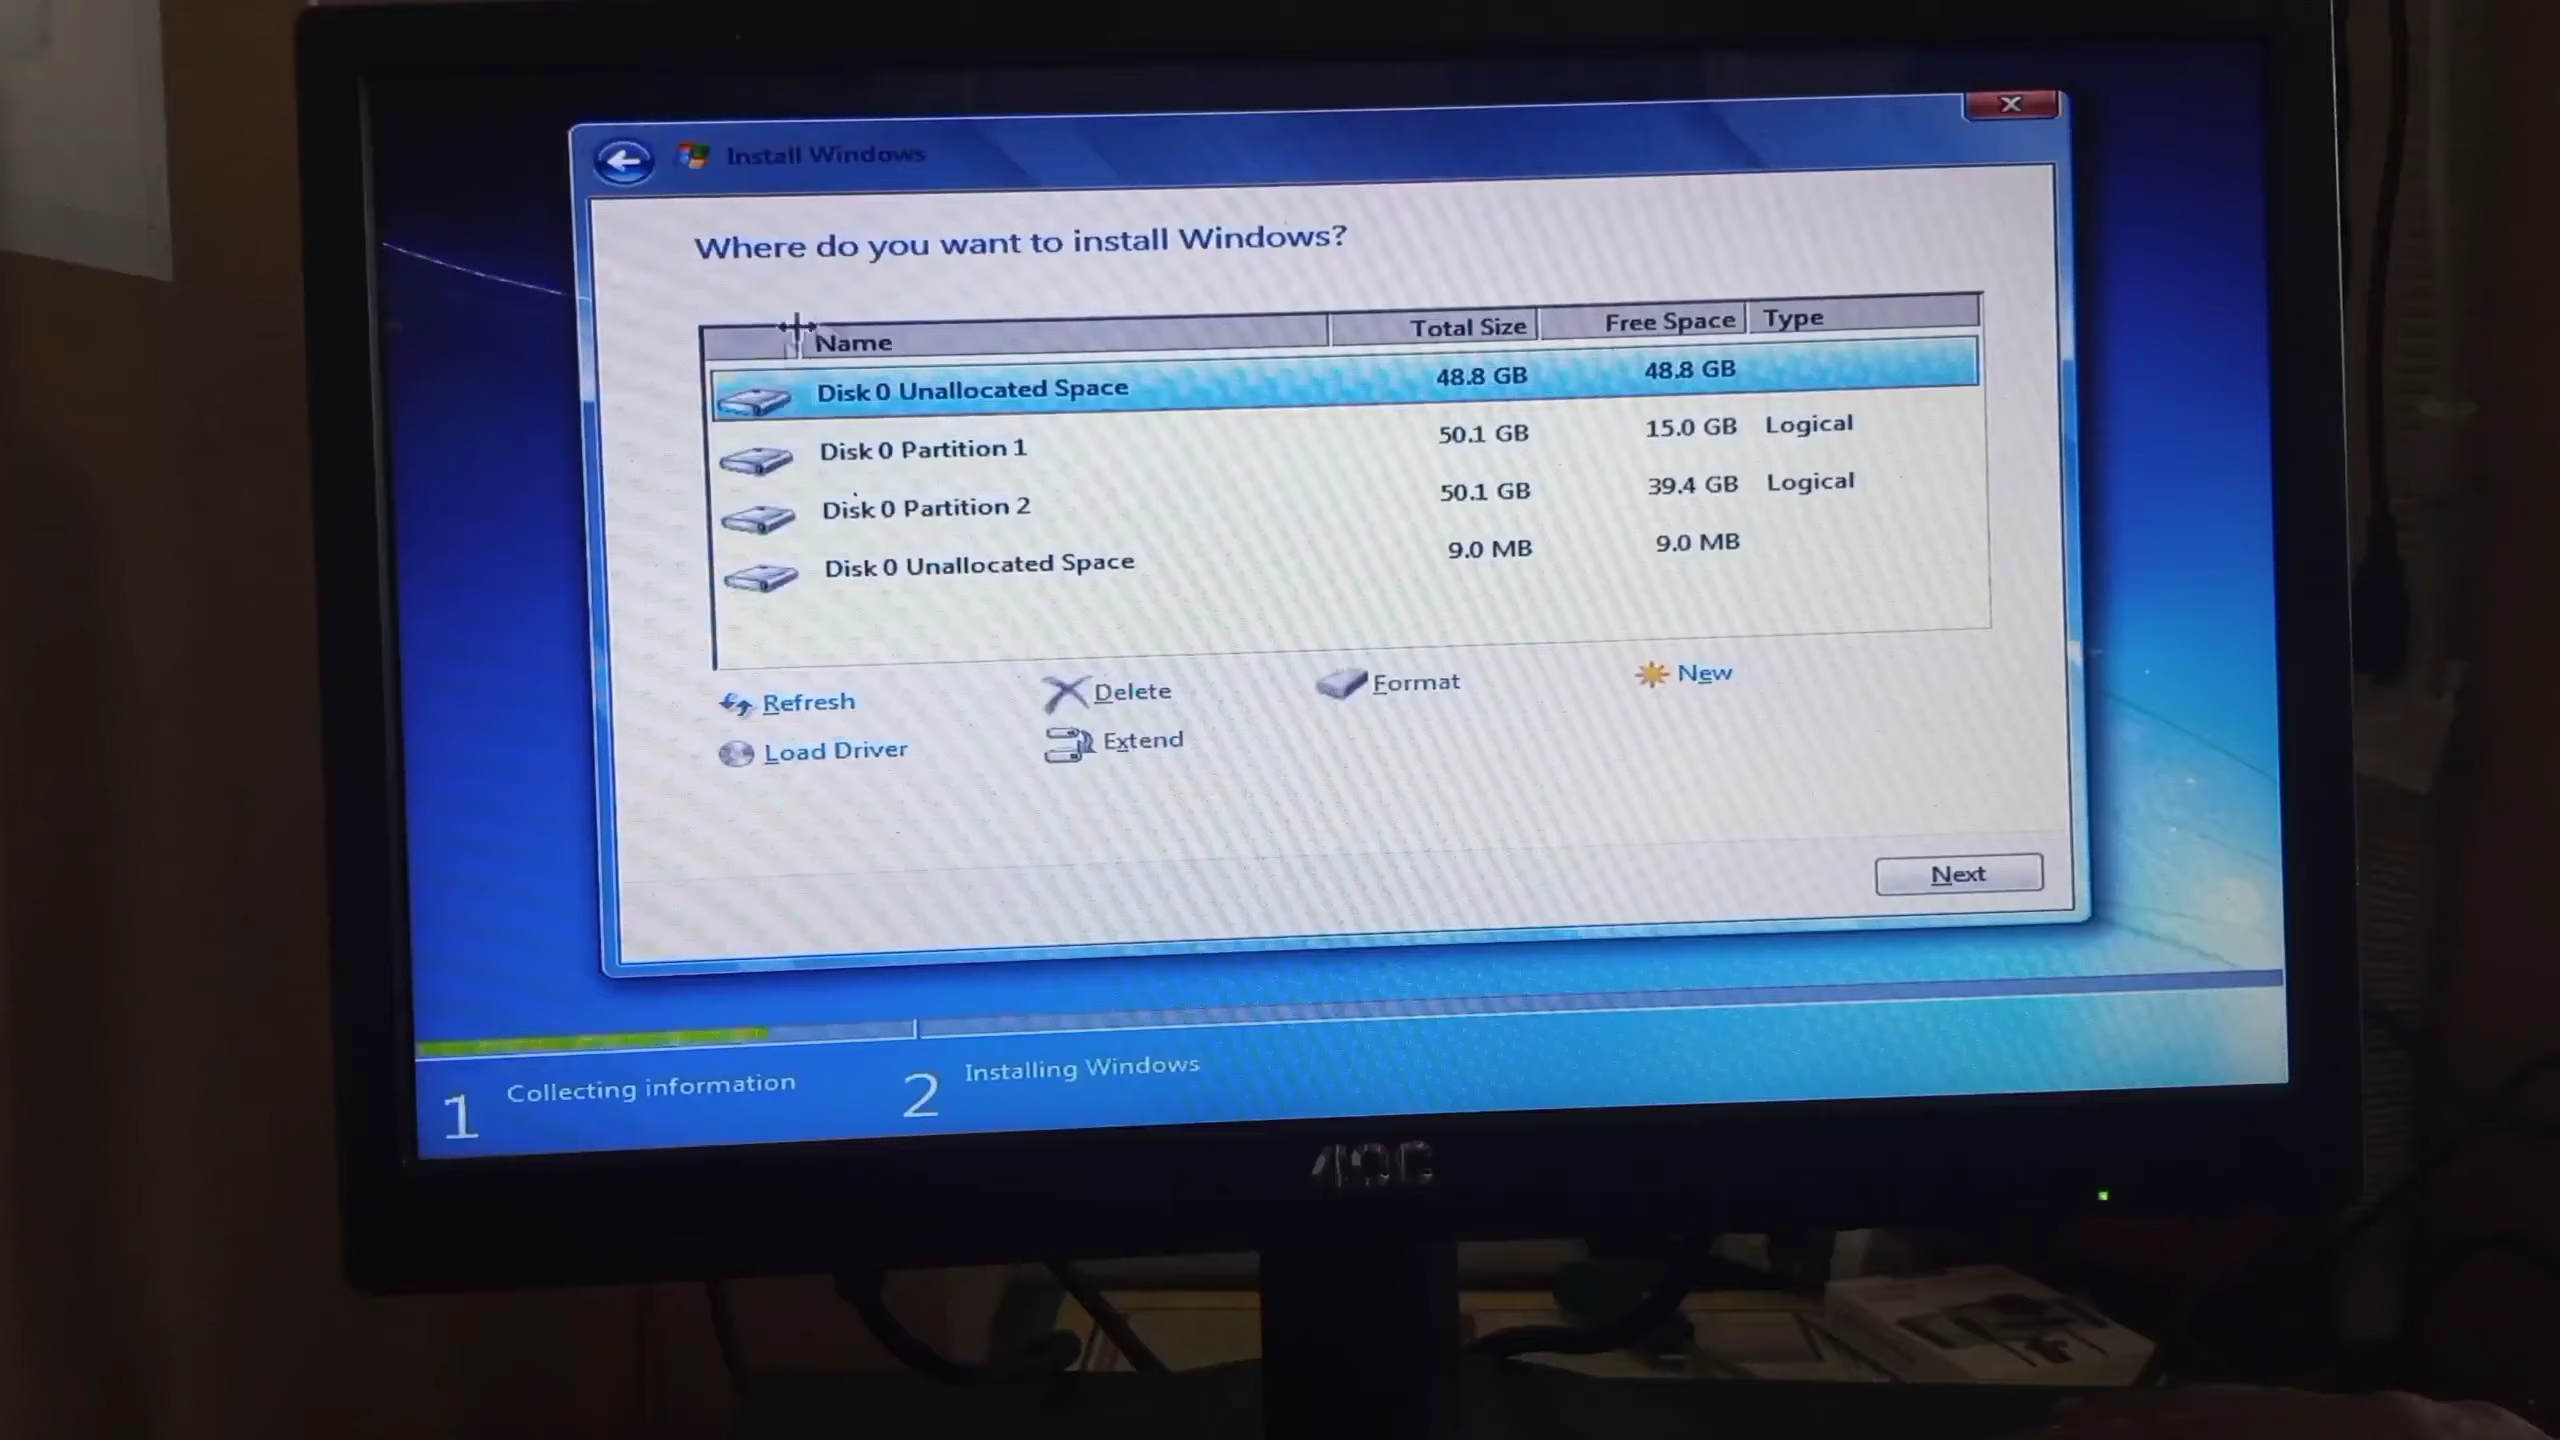 Install Windows
Where do you want to install Windows?
Name Total Size Free Space Type
Disk 0 Unallocated Space 48.8 GB 48.8 GB
Disk 0 Partition 1 50.1 GB 15.0 GB Logical
Disk 0 Partition 2 50.1 GB 39.4 GB Logical
Disk 0 Unallocated Space 9.0 MB 9.0 MB
Refresh Delete Format New
Load Driver Extend
Next
1 Collecting information 2 Installing Windows
AOC